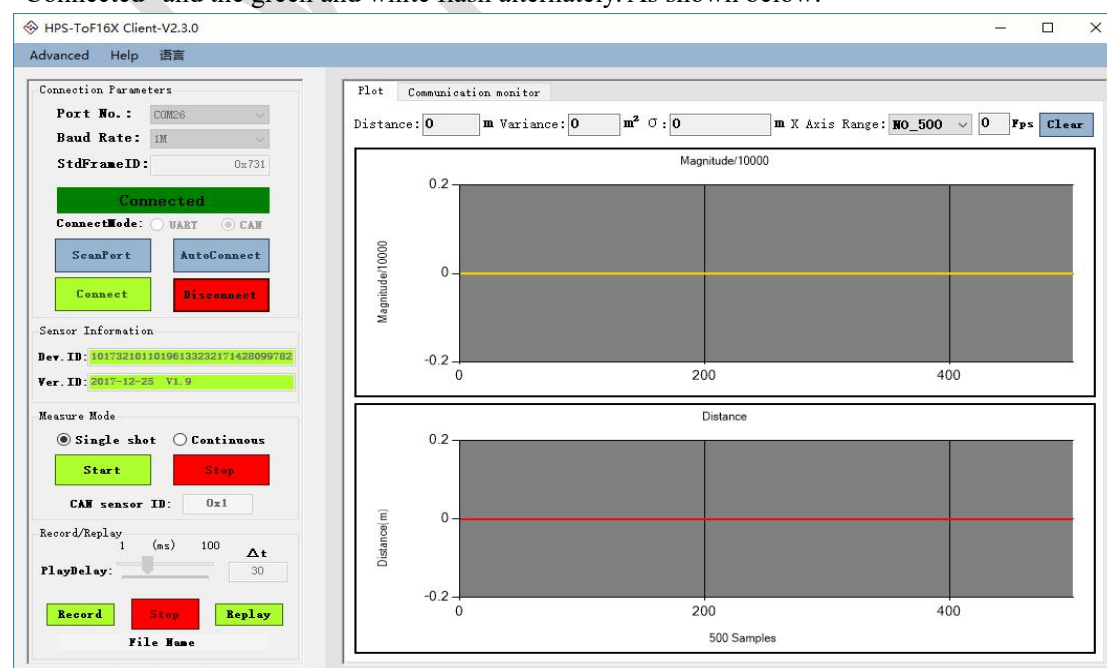 Connected" and the green and white flash alternately. As shown below:
HPS-ToF16X Client-V2.3.0
Advanced Help 语言
Connection Parameters
Port No.: COM26
Baud Rate: 1M
StdFrameID: 0x731
Connected
ConnectMode: UART CAN
ScanPort AutoConnect
Connect Disconnect
Sensor Information
Dev.ID: 101732101101961333232171428099782
Ver.ID: 2017-12-25 V1.9
Measure Mode
Single shot Continuous
Start Stop
CAN sensor ID: 0x1
Record/Replay
1 (ms) 100 Δt
PlayDelay: 30
Record Stop Replay
File Name
Plot Communication monitor
Distance: 0 m Variance: 0 m² σ: 0 m X Axis Range: NO_500 0 Fps Clear
Magnitude/10000
Magnitude/10000
0.2
0
-0.2
0 200 400
Distance
Distance(m)
0.2
0
-0.2
0 200 400
500 Samples